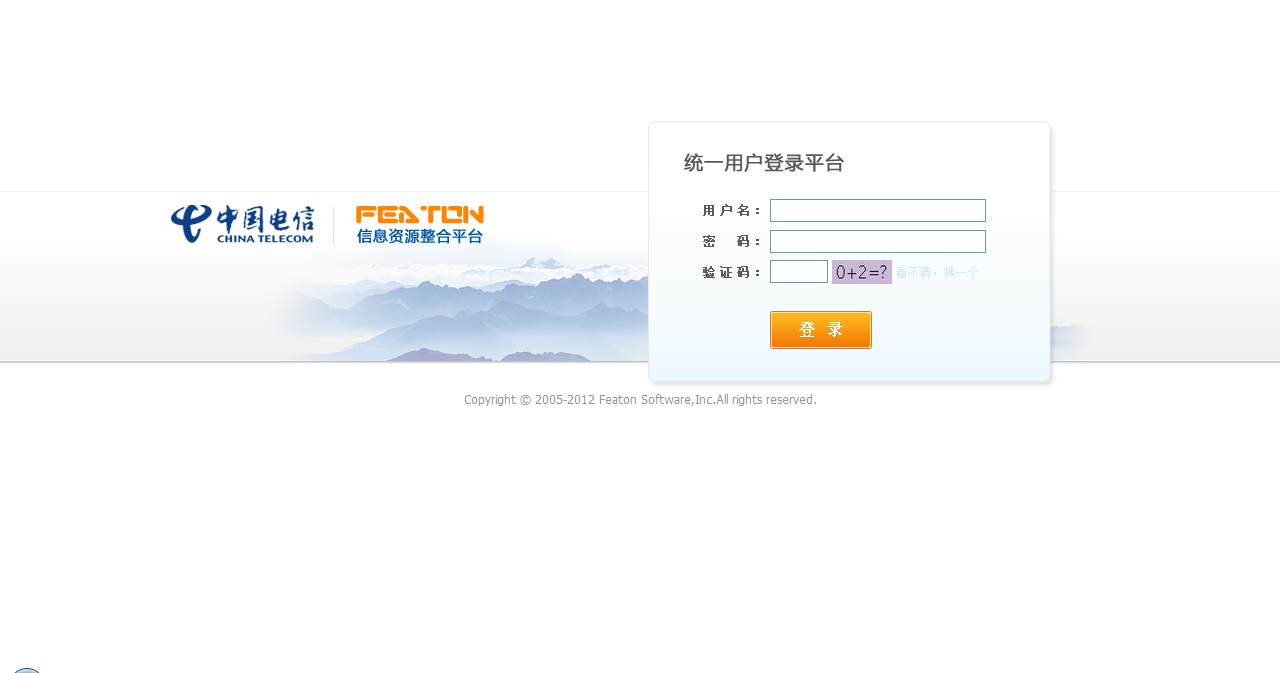 统一用户登录平台
中国电信
CHINA TELECOM
FEATON
信息资源整合平台
用户名：
密 码：
验证码： 0+2=? 看不清，换一个
登 录
Copyright © 2005-2012 Featon Software,Inc.All rights reserved.